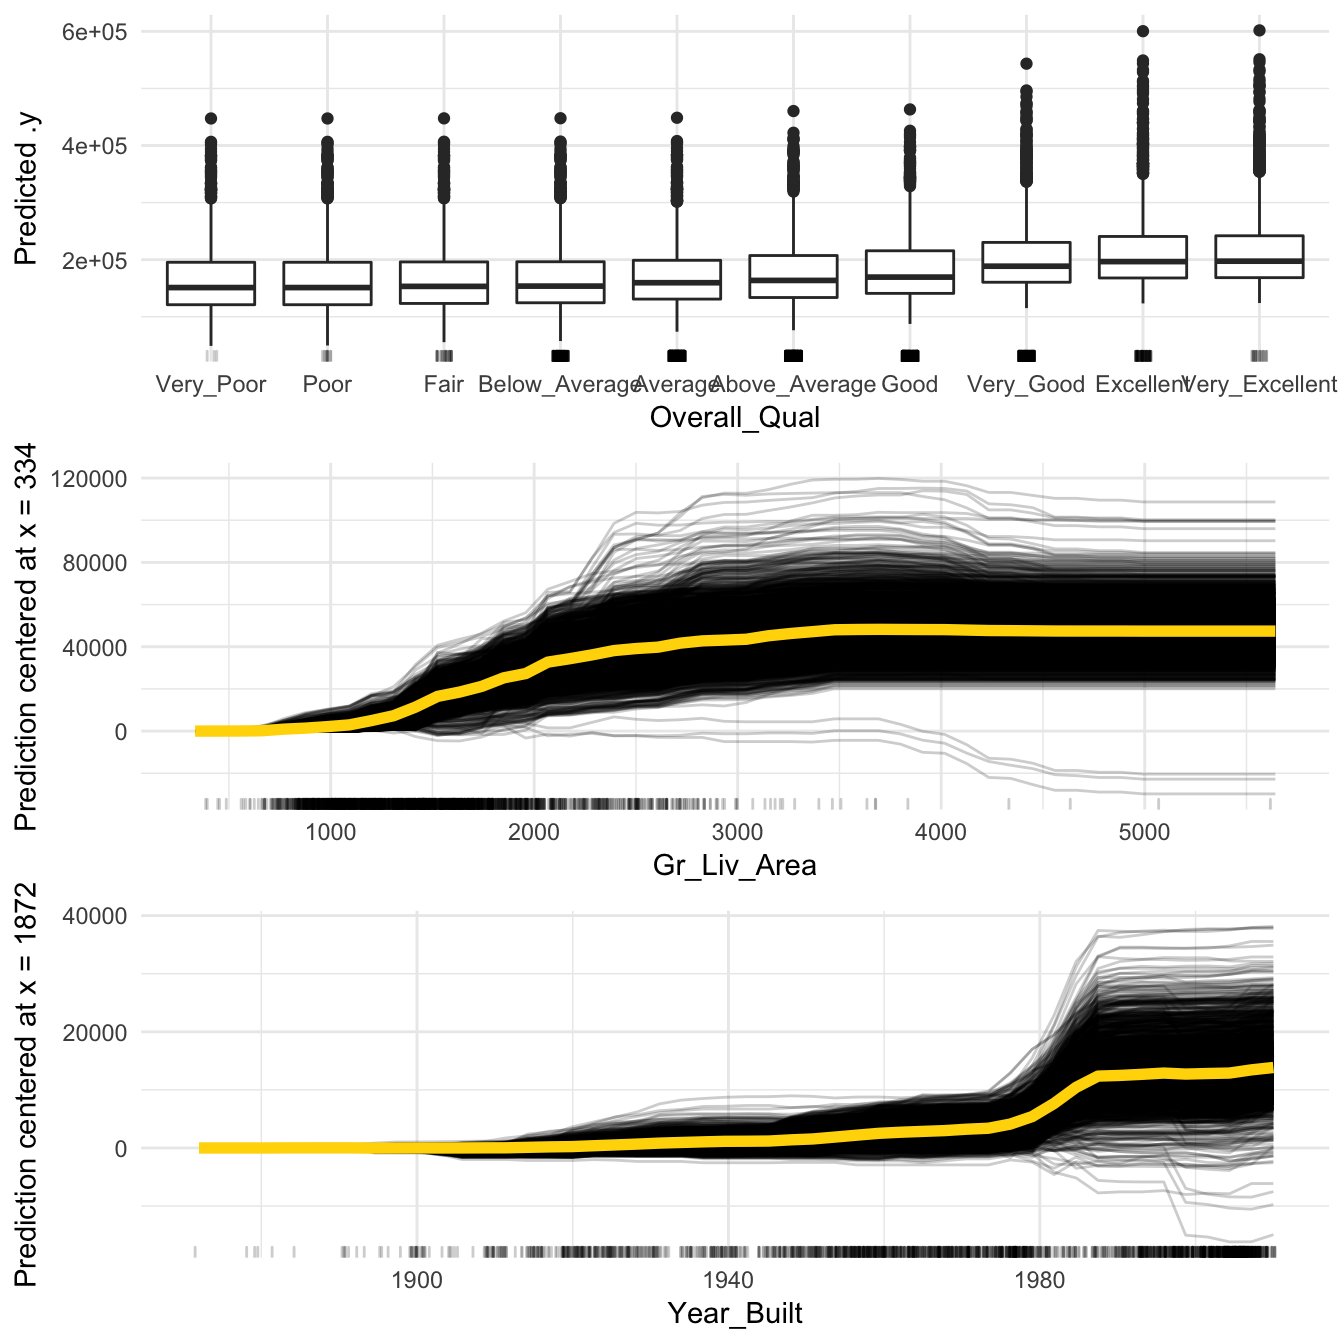 Predicted .y
6e+05
4e+05
2e+05
Very_Poor Poor Fair Below_Average Average Above_Average Good Very_Good Excellent Very_Excellent
Overall_Qual
Prediction centered at x = 334
120000
80000
40000
0
1000 2000 3000 4000 5000
Gr_Liv_Area
Prediction centered at x = 1872
40000
20000
0
1900 1940 1980
Year_Built